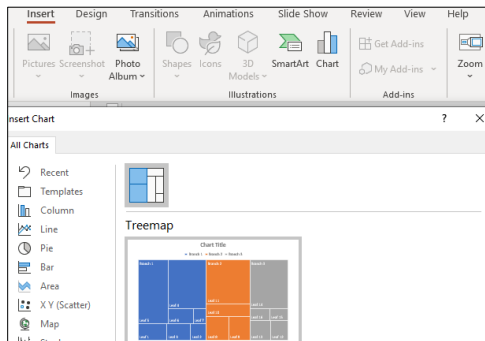 Insert Design Transitions Animations Slide Show Review View Help
Pictures Screenshot Photo Album Shapes Icons 3D Models SmartArt Chart Get Add-ins My Add-ins Zoom
Images Illustrations Add-ins
nsert Chart ? ×
All Charts
Recent
Templates
Column
Line
Pie
Bar
Area
X Y (Scatter)
Map
Treemap
Chart Title